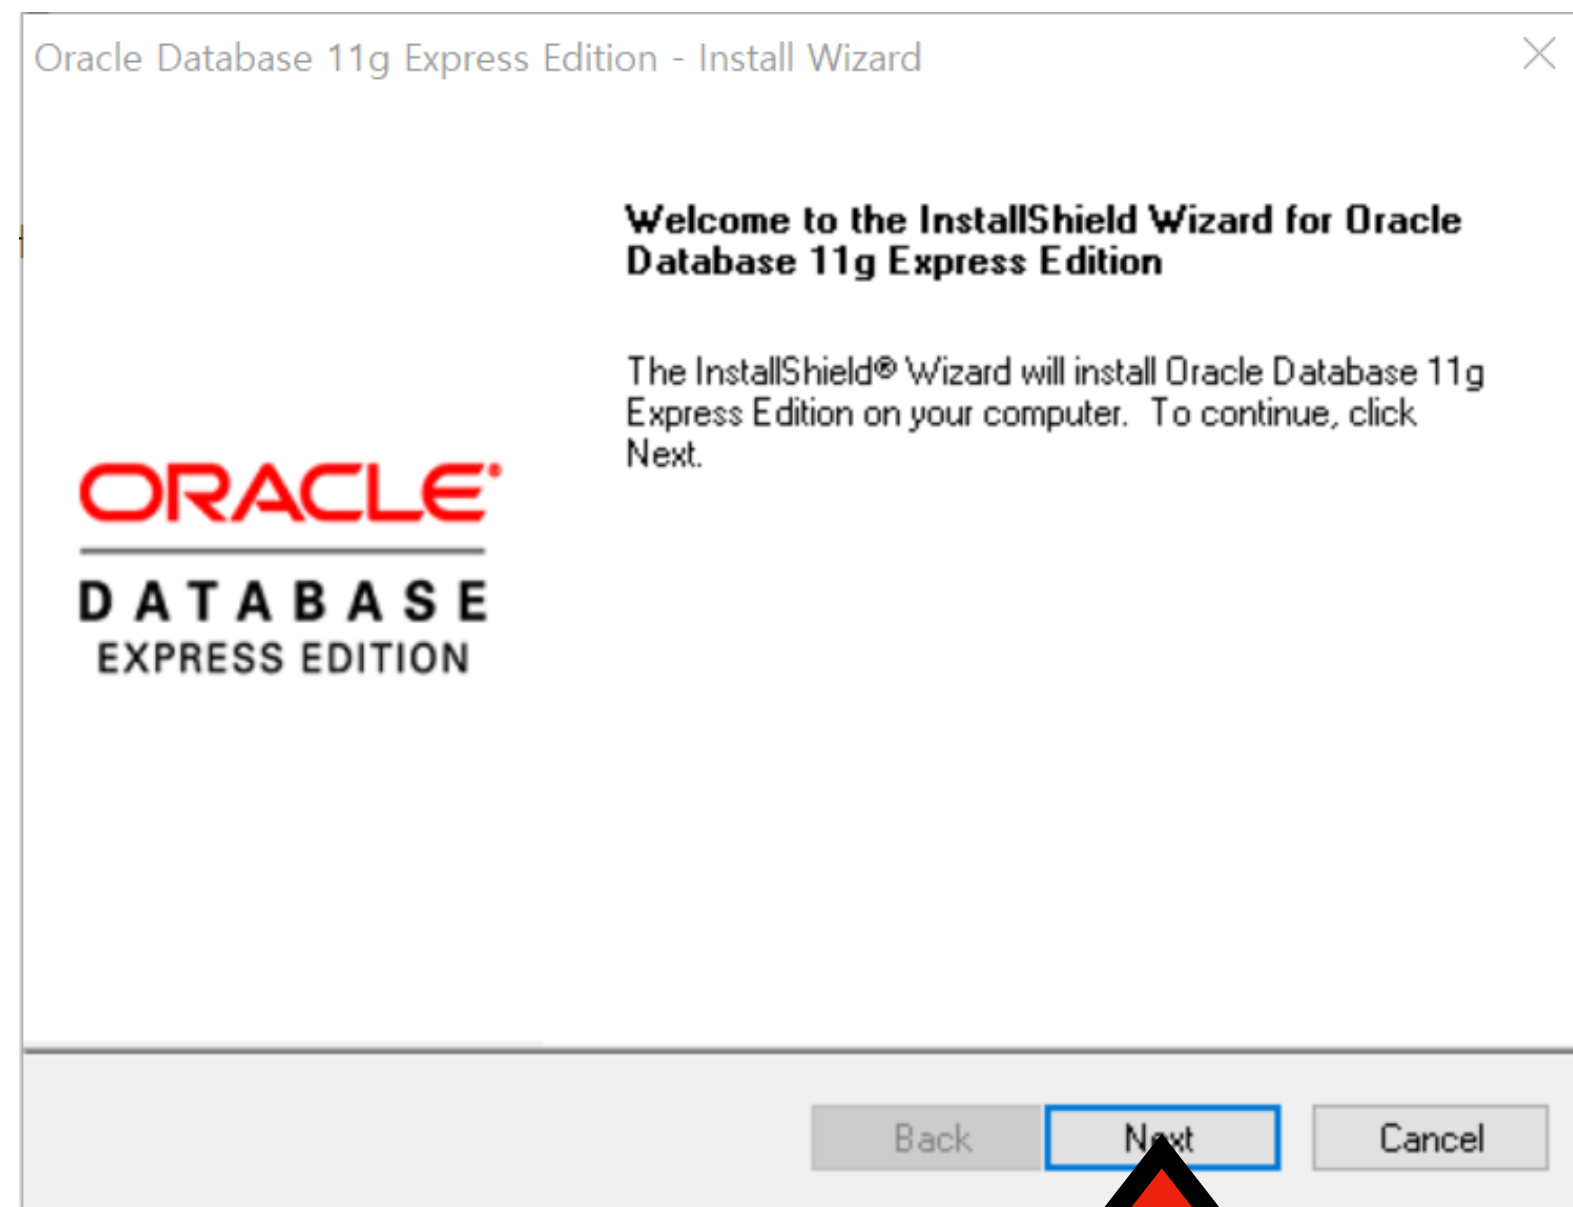 Oracle Database 11g Express Edition - Install Wizard
Welcome to the InstallShield Wizard for Oracle
Database 11g Express Edition
The InstallShield® Wizard will install Oracle Database 11g
Express Edition on your computer.  To continue, click
Next.
ORACLE
DATABASE
EXPRESS EDITION
Back
Next
Cancel